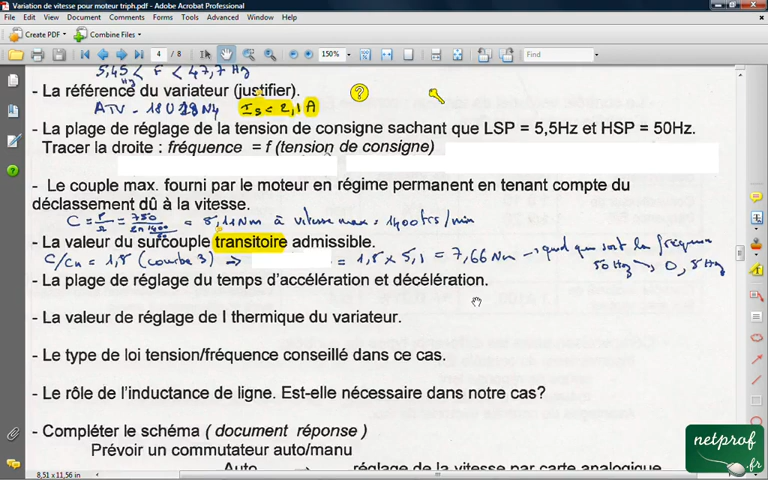 Variation de vitesse pour moteur triph.pdf - Adobe Acrobat Professional
File Edit View Document Comments Forms Tools Advanced Window Help
Create PDF Combine Files
4 / 8 150% Find
5,45 < F < 47,7 Hz
Hz
- La référence du variateur (justifier).
ATV - 18U29N4 Is = 2,1 A
- La plage de réglage de la tension de consigne sachant que LSP = 5,5Hz et HSP = 50Hz.
Tracer la droite : fréquence = f (tension de consigne)
- Le couple max. fourni par le moteur en régime permanent en tenant compte du
déclassement dû à la vitesse.
C = P/Ω = 750/(2π 1400/60) = 5,11Nm à vitesse max = 1400trs/min
- La valeur du surcouple transitoire admissible.
C/Cn = 1,5 (courbe 3) ⇒ = 1,5 x 5,1 = 7,66 Nm → quel que soit la fréquence
50Hz → 0,5Hz
- La plage de réglage du temps d'accélération et décélération.
- La valeur de réglage de I thermique du variateur.
- Le type de loi tension/fréquence conseillé dans ce cas.
- Le rôle de l'inductance de ligne. Est-elle nécessaire dans notre cas?
- Compléter le schéma ( document réponse )
Prévoir un commutateur auto/manu
Auto → réglage de la vitesse par carte analogique
8,51 x 11,56 in
netprof
.fr